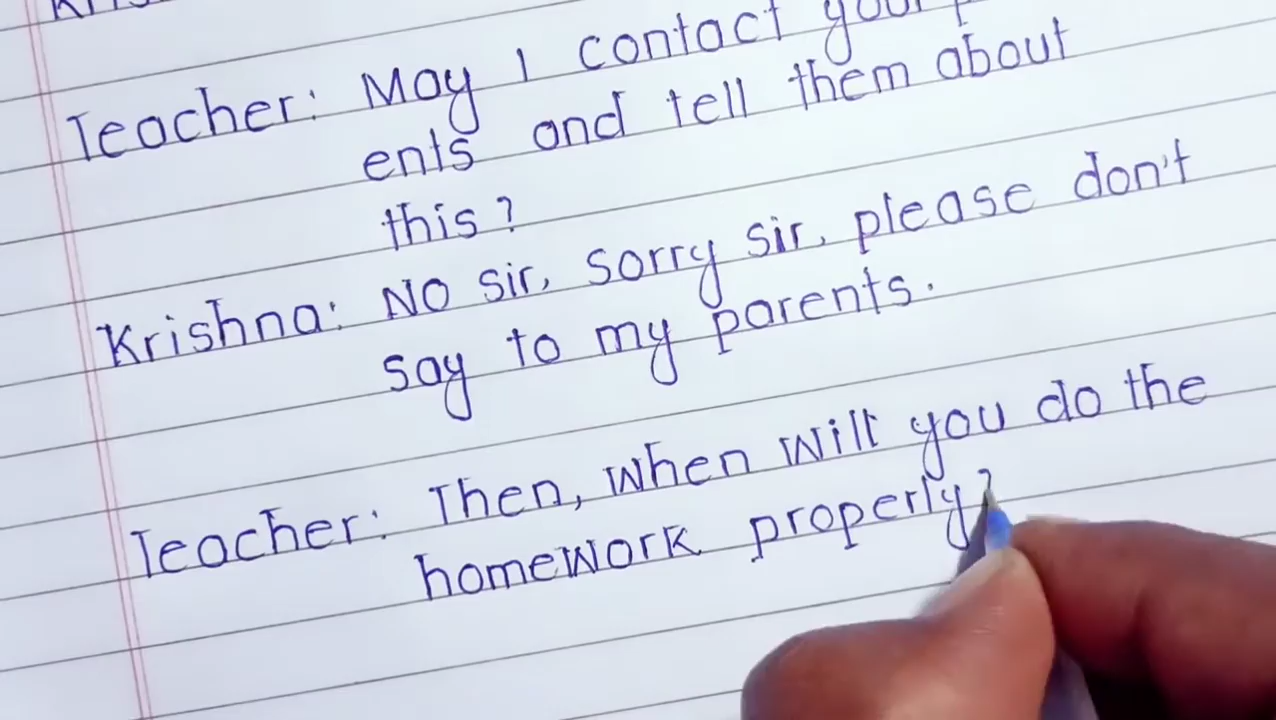 Teacher: May I contact your
ents and tell them about
this?
Krishna: No sir, sorry sir, please don't
say to my parents.
Teacher: Then, when will you do the
homework properly?